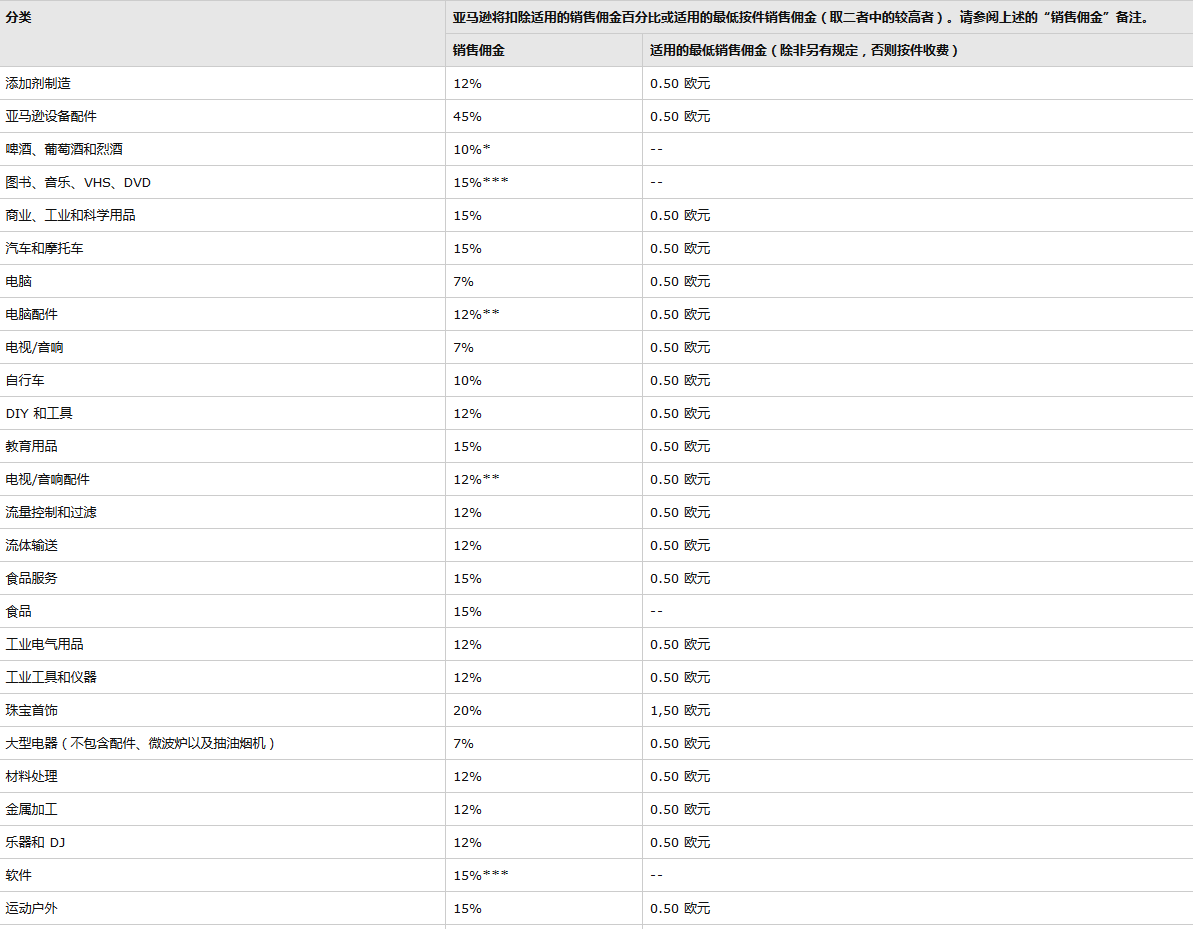 分类
亚马逊将扣除适用的销售佣金百分比或适用的最低按件销售佣金（取二者中的较高者）。请参阅上述的“销售佣金”备注。
销售佣金 适用的最低销售佣金（除非另有规定，否则按件收费）
添加剂制造 12% 0.50 欧元
亚马逊设备配件 45% 0.50 欧元
啤酒、葡萄酒和烈酒 10%* --
图书、音乐、VHS、DVD 15%*** --
商业、工业和科学用品 15% 0.50 欧元
汽车和摩托车 15% 0.50 欧元
电脑 7% 0.50 欧元
电脑配件 12%** 0.50 欧元
电视/音响 7% 0.50 欧元
自行车 10% 0.50 欧元
DIY 和工具 12% 0.50 欧元
教育用品 15% 0.50 欧元
电视/音响配件 12%** 0.50 欧元
流量控制和过滤 12% 0.50 欧元
流体输送 12% 0.50 欧元
食品服务 15% 0.50 欧元
食品 15% --
工业电气用品 12% 0.50 欧元
工业工具和仪器 12% 0.50 欧元
珠宝首饰 20% 1,50 欧元
大型电器（不包含配件、微波炉以及抽油烟机） 7% 0.50 欧元
材料处理 12% 0.50 欧元
金属加工 12% 0.50 欧元
乐器和 DJ 12% 0.50 欧元
软件 15%*** --
运动户外 15% 0.50 欧元